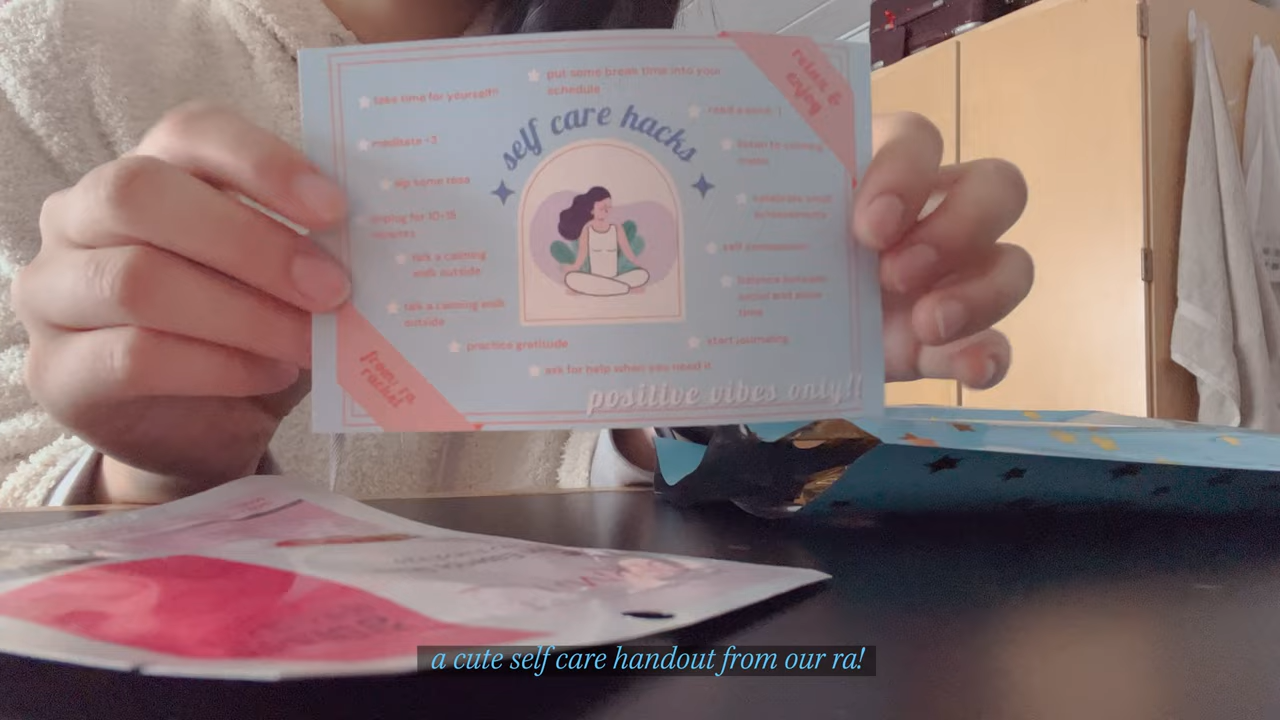 put some break time into your
schedule
relax &
enjoy
take time for yourself!!
read a book :)
self care hacks
meditate <3
listen to calming
music
sip some tea
celebrate small
achievements
unplug for 10-15
minutes
self compassion
talk a calming
walk outside
balance between
social and alone
time
talk a calming walk
outside
practice gratitude
start journaling
ask for help when you need it
from: ra
rachel
positive vibes only!!
a cute self care handout from our ra!